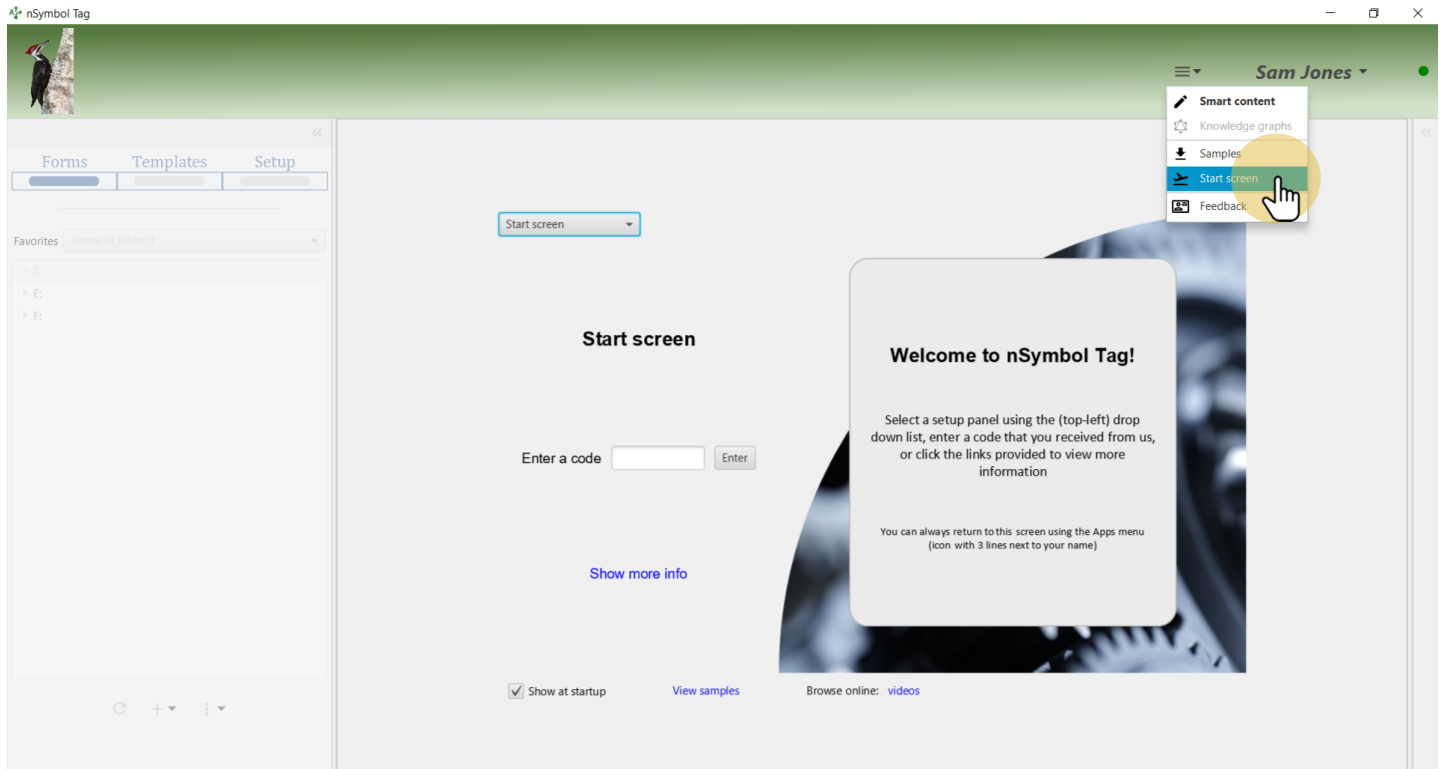 nSymbol Tag
Sam Jones
Smart content
Knowledge graphs
Samples
Start screen
Feedback
Forms Templates Setup
Favorites (show all folders)
C:
E:
F:
Start screen
Start screen
Enter a code Enter
Show more info
Welcome to nSymbol Tag!
Select a setup panel using the (top-left) drop
down list, enter a code that you received from us,
or click the links provided to view more
information
You can always return to this screen using the Apps menu
(icon with 3 lines next to your name)
Show at startup View samples Browse online: videos